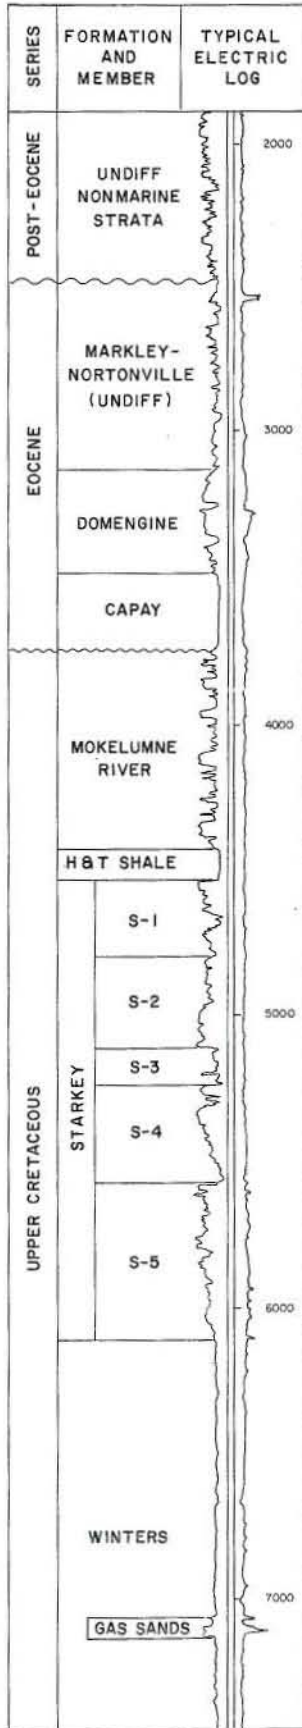 SERIES
FORMATION
AND
MEMBER
TYPICAL
ELECTRIC
LOG
POST-EOCENE
UNDIFF
NONMARINE
STRATA
2000
EOCENE
MARKLEY-
NORTONVILLE
(UNDIFF)
3000
DOMENGINE
CAPAY
UPPER CRETACEOUS
MOKELUMNE
RIVER
4000
H&T SHALE
STARKEY
S-1
S-2
5000
S-3
S-4
S-5
6000
WINTERS
7000
GAS SANDS